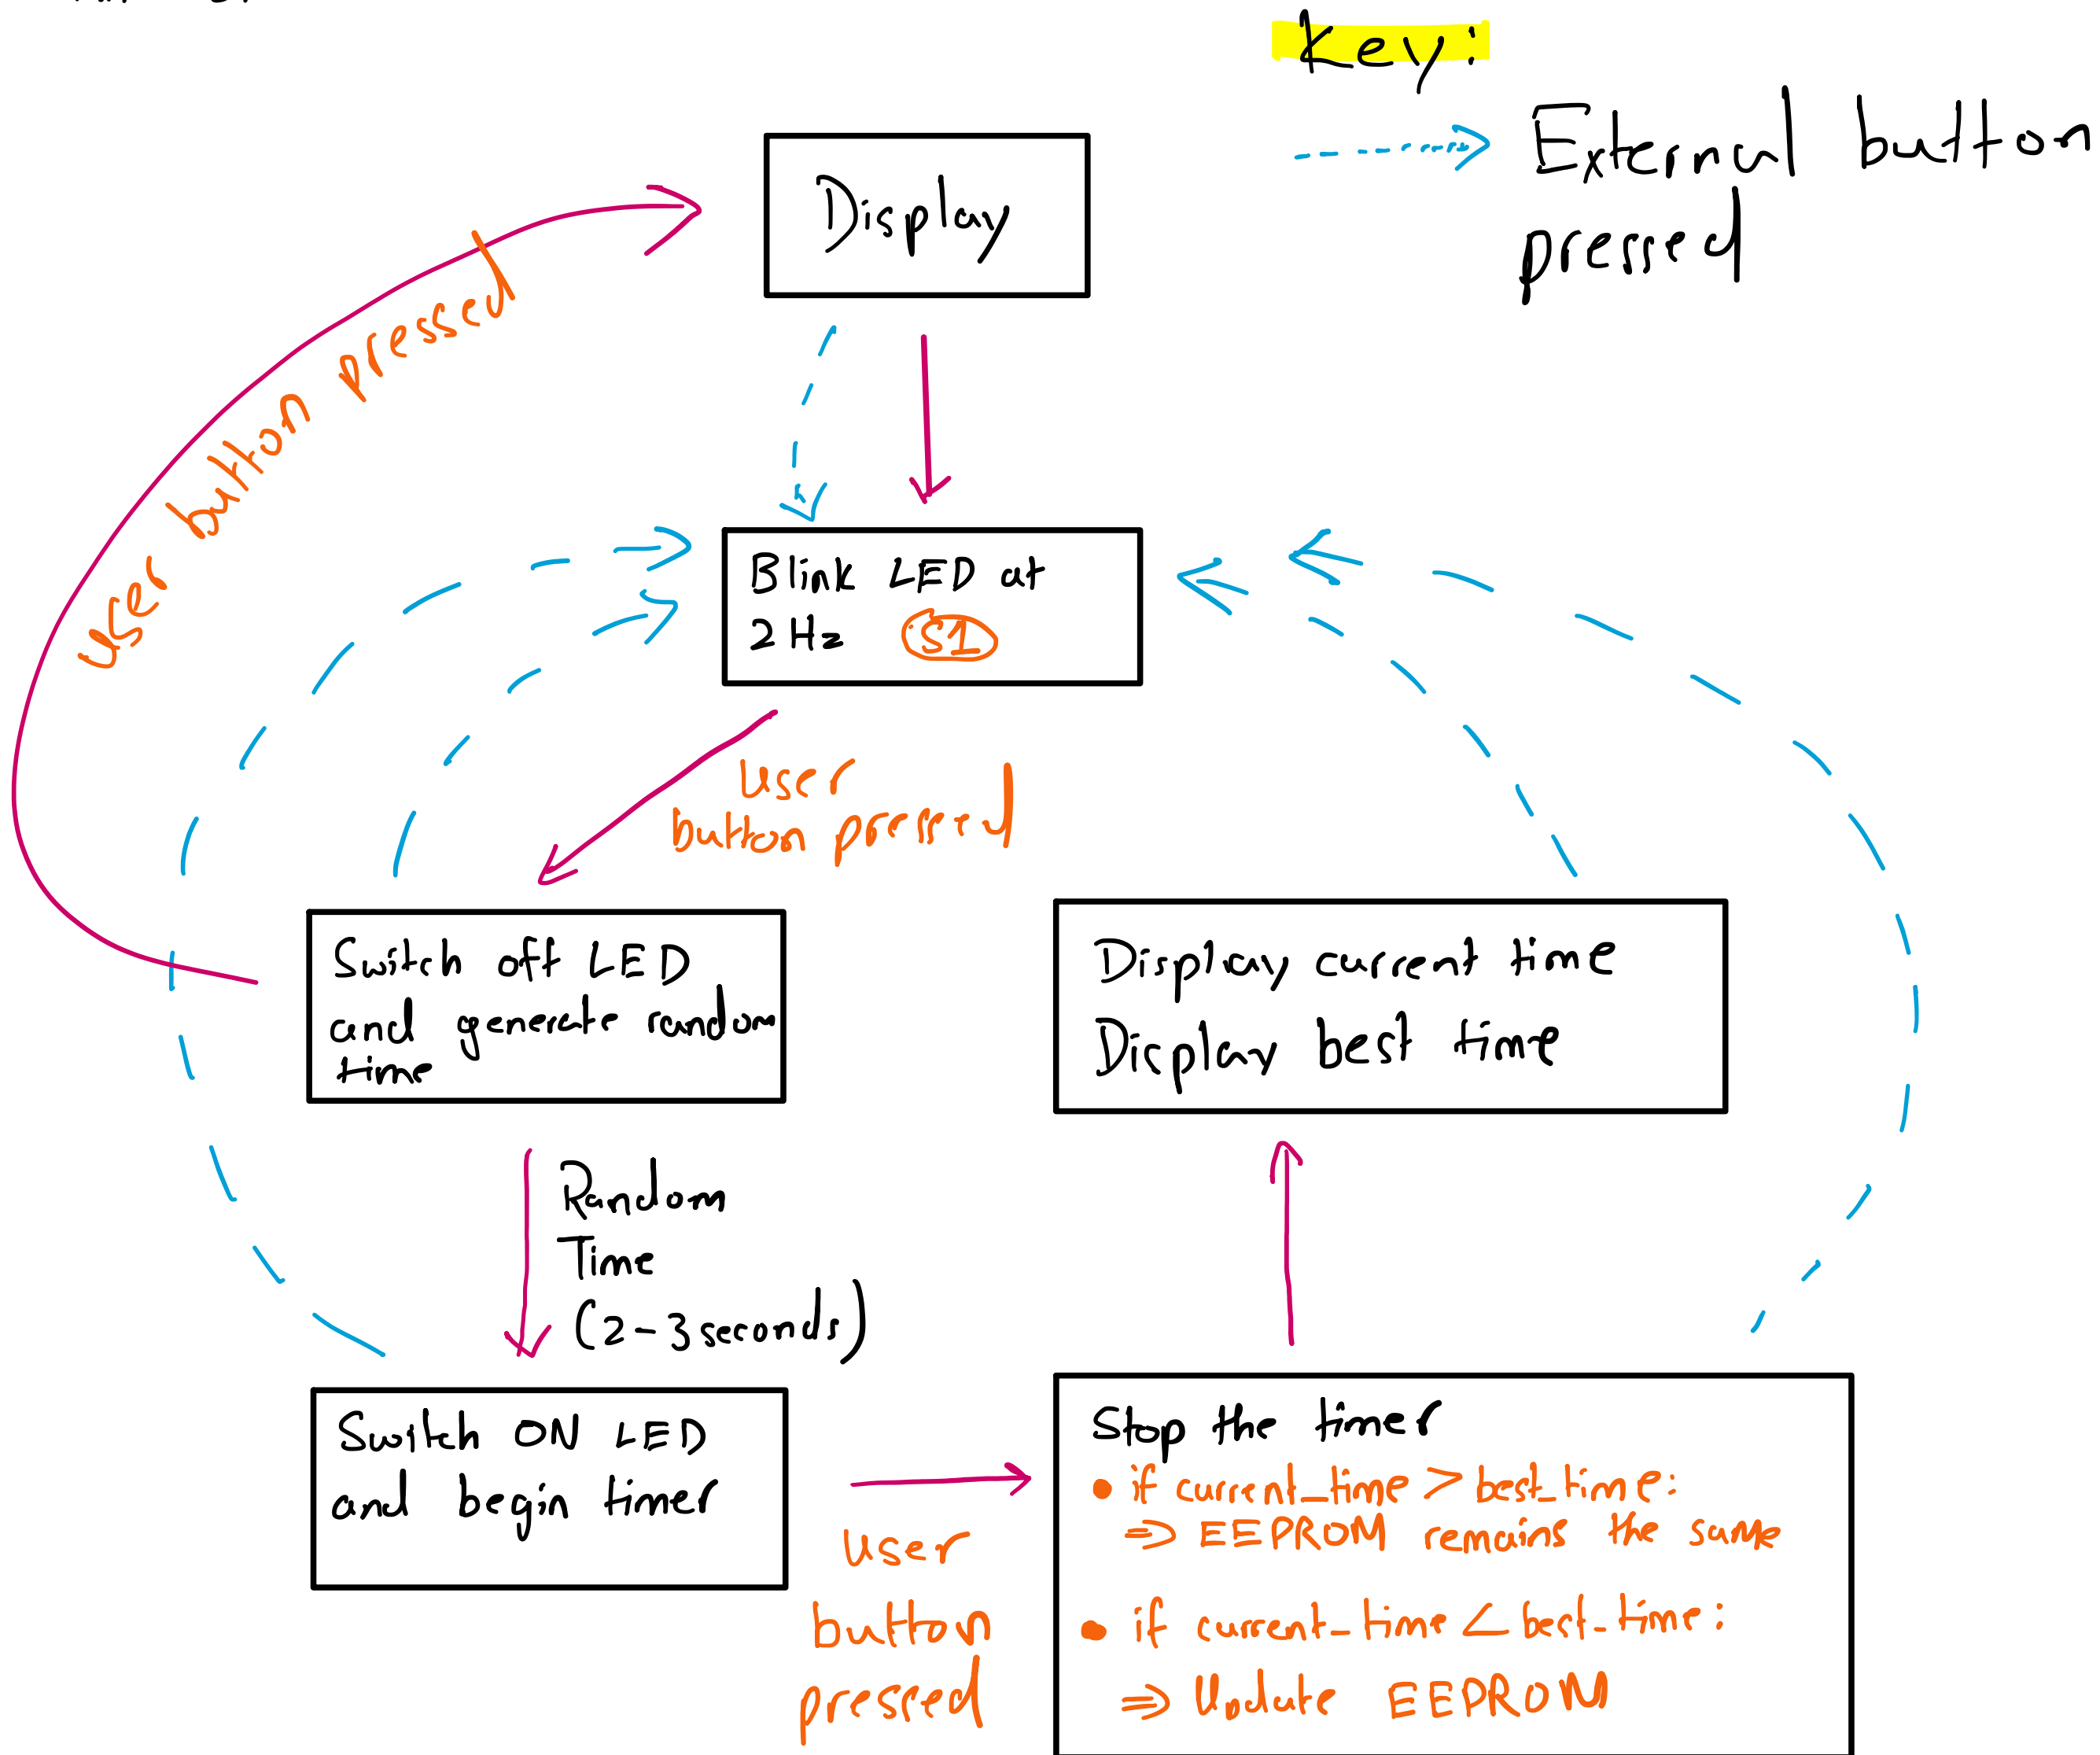 Key:
External button
pressed
Display
user button pressed
Blink LED at
2 Hz S1
user
button pressed
Switch off LED
and generate random
time
Display current time
Display best time
Random
Time
(2-3 seconds)
Switch ON LED
and begin timer
user
button
pressed
Stop the timer
• if current_time > best_time:
⇒ EEPROM remains the same
• if current_time < best_time:
⇒ Update EEPROM